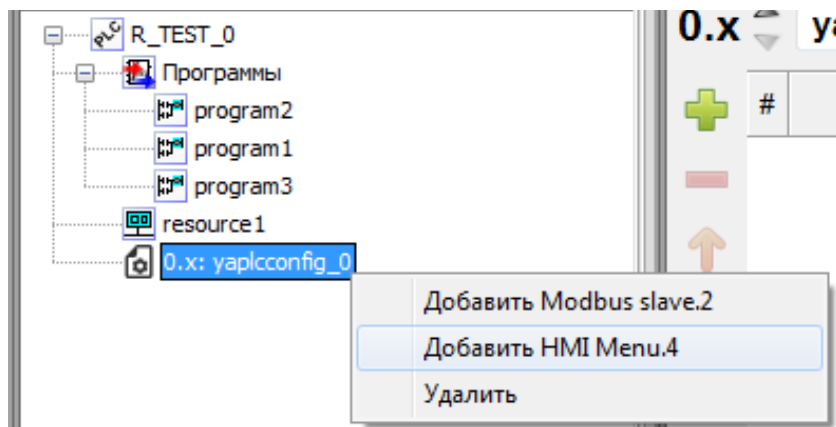 R_TEST_0
Программы
program2
program1
program3
resource1
0.x: yaplcconfig_0
Добавить Modbus slave.2
Добавить HMI Menu.4
Удалить
0.x
#